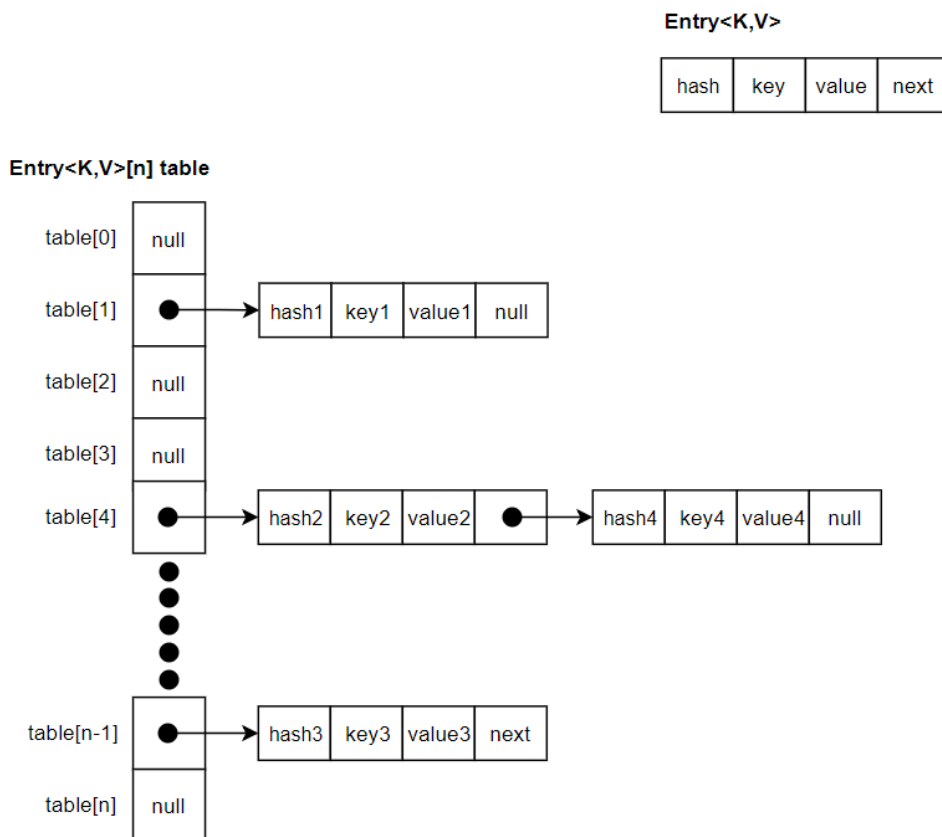 Entry<K,V>
hash key value next
Entry<K,V>[n] table
table[0] null
table[1] hash1 key1 value1 null
table[2] null
table[3] null
table[4] hash2 key2 value2 hash4 key4 value4 null
table[n-1] hash3 key3 value3 next
table[n] null